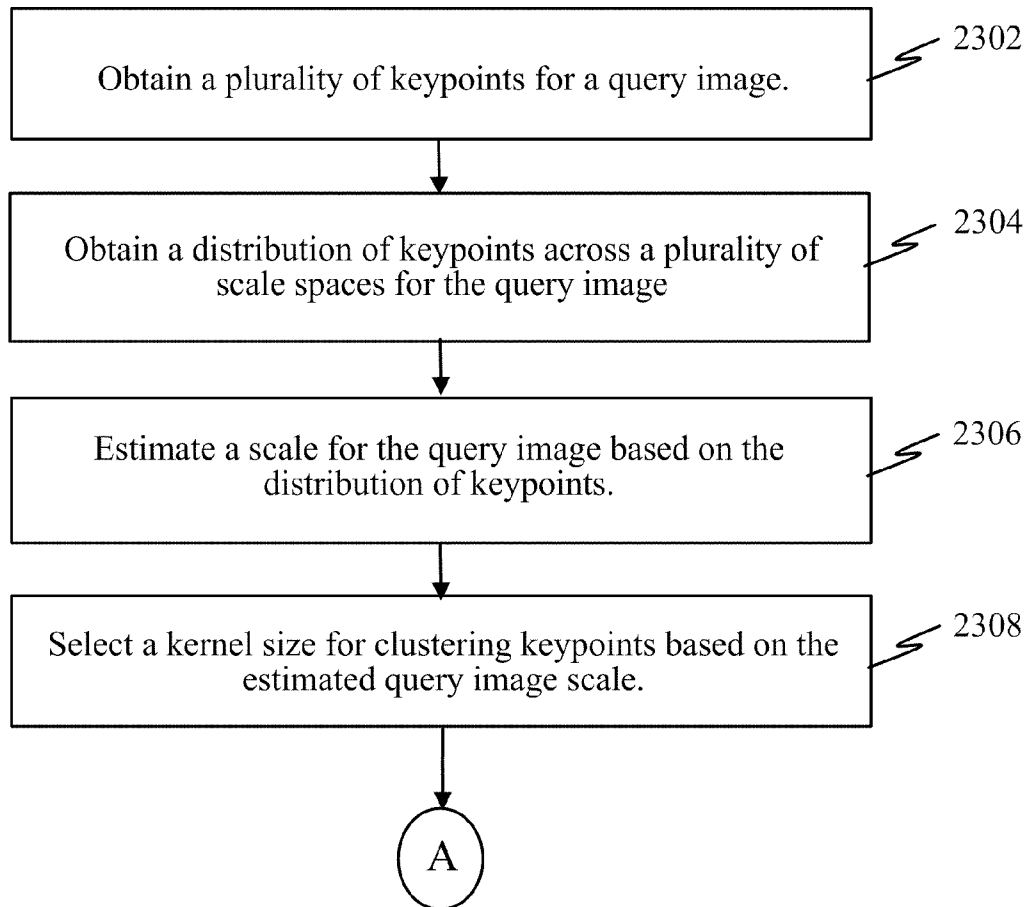 2302
Obtain a plurality of keypoints for a query image.
2304
Obtain a distribution of keypoints across a plurality of
scale spaces for the query image
2306
Estimate a scale for the query image based on the
distribution of keypoints.
2308
Select a kernel size for clustering keypoints based on the
estimated query image scale.
A